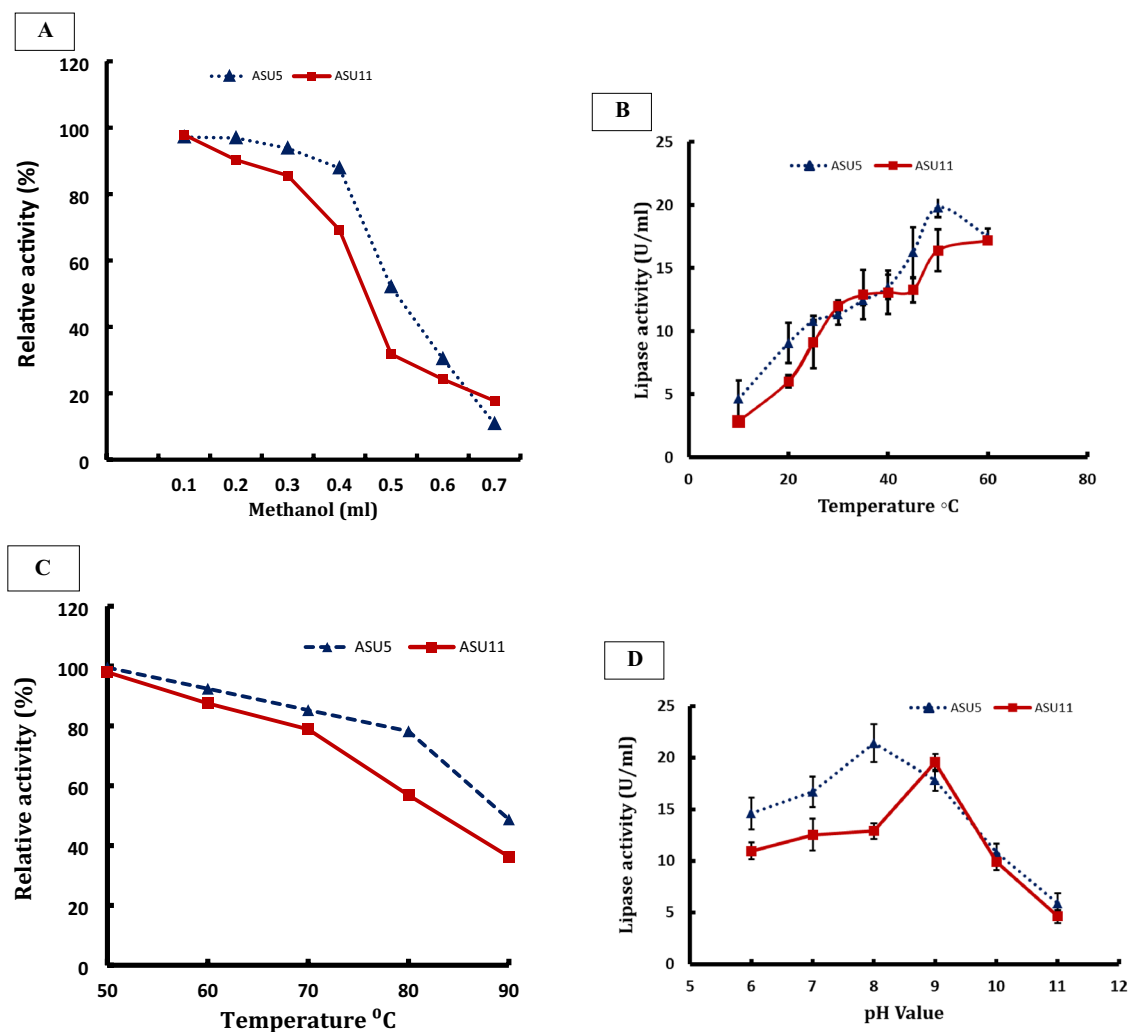 A
120
100
80
60
40
20
0
ASU5 ASU11
Relative activity (%)
0.1 0.2 0.3 0.4 0.5 0.6 0.7
Methanol (ml)
B
25
20
15
10
5
0
ASU5 ASU11
Lipase activity (U/ml)
0 20 40 60 80
Temperature ◦C
C
120
100
80
60
40
20
0
ASU5 ASU11
Relative activity (%)
50 60 70 80 90
Temperature ⁰C
D
25
20
15
10
5
0
ASU5 ASU11
Lipase activity (U/ml)
5 6 7 8 9 10 11 12
pH Value